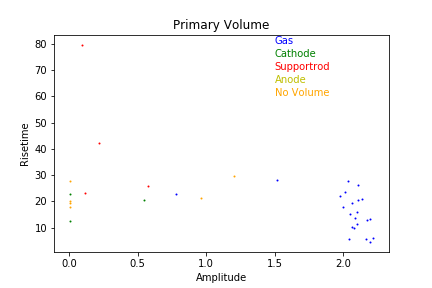 Primary Volume
Gas
Cathode
Supportrod
Anode
No Volume
80
70
60
50
40
30
20
10
Risetime
0.0 0.5 1.0 1.5 2.0
Amplitude